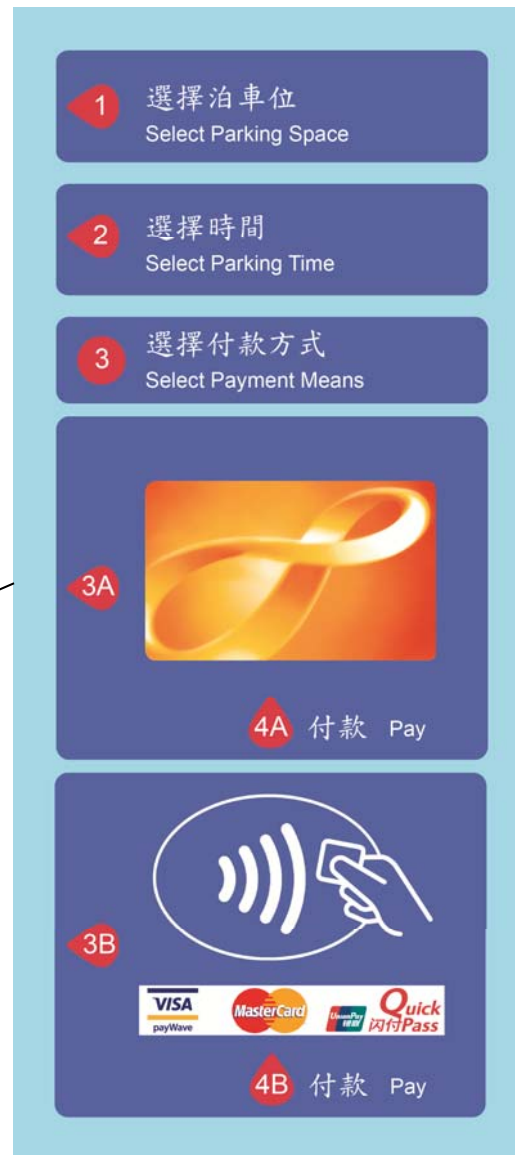 1
選擇泊車位
Select Parking Space
2
選擇時間
Select Parking Time
3
選擇付款方式
Select Payment Means
3A
4A 付款 Pay
3B
VISA
payWave
MasterCard
UnionPay
银联
Quick
闪付Pass
4B 付款 Pay